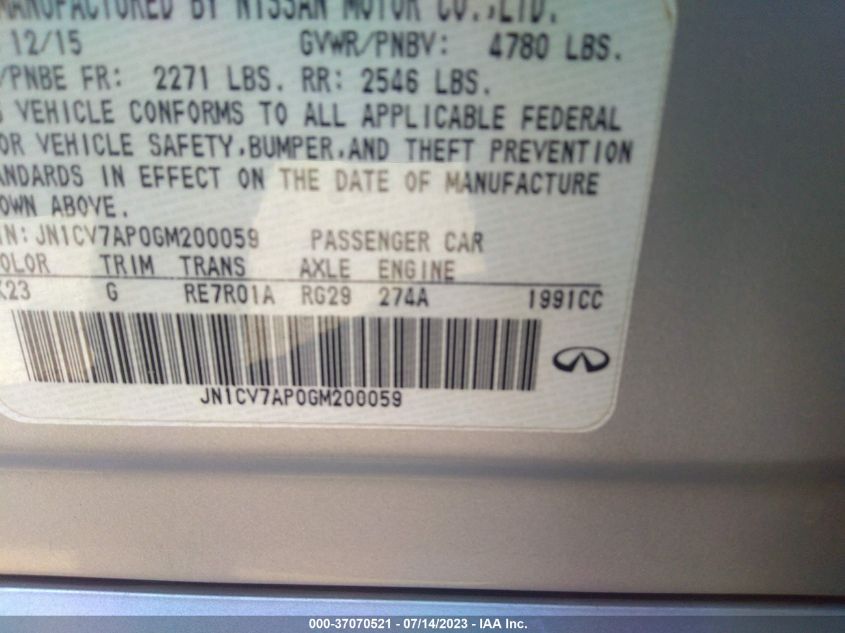 MANUFACTURED BY NISSAN MOTOR CO.,LTD.
12/15 GVWR/PNBV: 4780 LBS.
/PNBE FR: 2271 LBS. RR: 2546 LBS.
VEHICLE CONFORMS TO ALL APPLICABLE FEDERAL
OR VEHICLE SAFETY,BUMPER,AND THEFT PREVENTION
ANDARDS IN EFFECT ON THE DATE OF MANUFACTURE
OWN ABOVE.
IN: JN1CV7AP0GM200059 PASSENGER CAR
OLOR TRIM TRANS AXLE ENGINE
K23 G RE7R01A RG29 274A 1991CC
JN1CV7AP0GM200059
000-37070521 - 07/14/2023 - IAA Inc.